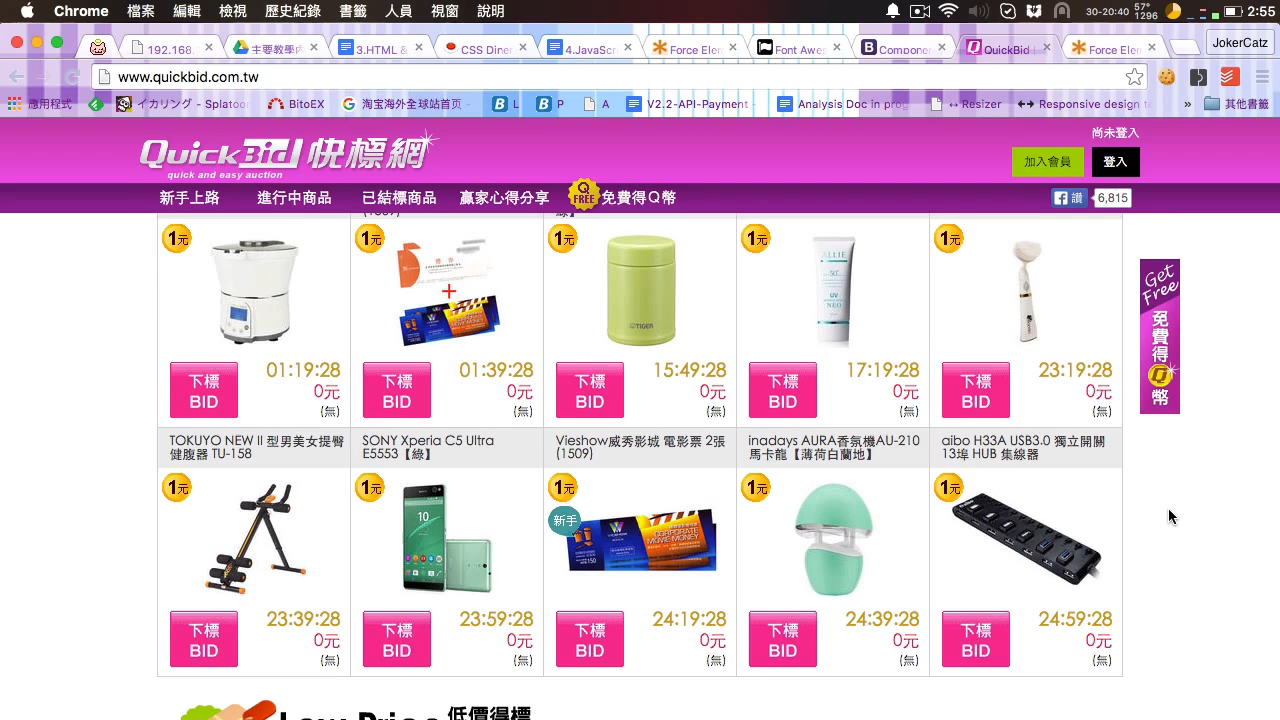 Chrome 檔案 編輯 檢視 歷史紀錄 書籤 人員 視窗 說明 30-20:40 57° 1296 2:55
192.168. 主要教學內 3.HTML & CSS Diner 4.JavaScr Force Elem Font Awes Componen QuickBid | Force Elem JokerCatz
www.quickbid.com.tw
應用程式 イカリング - Splatoon BitoEX 淘宝海外全球站首页 - L P A V2.2-API-Payment - Analysis Doc in prog ↔ Resizer Responsive design te » 其他書籤
尚未登入
QuickBid 快標網
quick and easy auction
加入會員 登入
新手上路 進行中商品 已結標商品 贏家心得分享 Q FREE 免費得Q幣 讚 6,815
1元 1元 1元 1元 1元
TIGER
ALLIE
UV
NEO
Get Free 免費得Q幣
下標 BID 01:19:28 0元 (無)
下標 BID 01:39:28 0元 (無)
下標 BID 15:49:28 0元 (無)
下標 BID 17:19:28 0元 (無)
下標 BID 23:19:28 0元 (無)
TOKUYO NEW II 型男美女提臀
健腹器 TU-158
SONY Xperia C5 Ultra
E5553【綠】
Vieshow威秀影城 電影票 2張
(1509)
inadays AURA香氛機AU-210
馬卡龍【薄荷白蘭地】
aibo H33A USB3.0 獨立開關
13埠 HUB 集線器
1元 1元 1元 1元 1元
新手
CORPORATE
MOVIE MONEY
下標 BID 23:39:28 0元 (無)
下標 BID 23:59:28 0元 (無)
下標 BID 24:19:28 0元 (無)
下標 BID 24:39:28 0元 (無)
下標 BID 24:59:28 0元 (無)
Low Price 低價得標